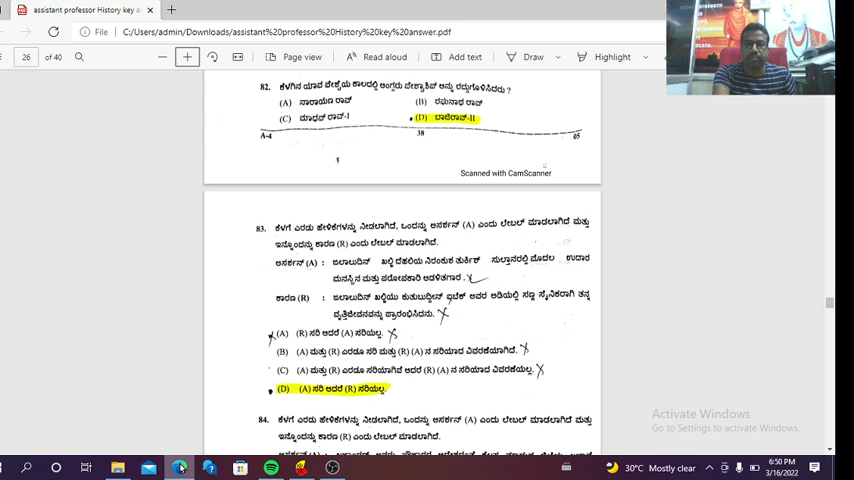 assistant professor History key a
File
C:/Users/admin/Downloads/assistant%20professor%20History%20key%20answer.pdf
26 of 40
Page view
Read aloud
Add text
Draw
Highlight
82. ಕೆಳಗಿನ ಯಾವ ಪೇಶ್ವೆಯ ಕಾಲದಲ್ಲಿ ಆಂಗ್ಲರು ಪೇಶ್ವಾಶಿಪ್ ಅನ್ನು ರದ್ದುಗೊಳಿಸಿದರು ?
(A) ನಾರಾಯಣ ರಾವ್ (B) ರಘುನಾಥ ರಾವ್
(C) ಮಾಧವ್ ರಾವ್-I (D) ಬಾಜಿರಾವ್-II
A-4 38 05
Scanned with CamScanner
83. ಕೆಳಗೆ ಎರಡು ಹೇಳಿಕೆಗಳನ್ನು ನೀಡಲಾಗಿದೆ, ಒಂದನ್ನು ಅಸರ್ಶನ್ (A) ಎಂದು ಲೇಬಲ್ ಮಾಡಲಾಗಿದೆ ಮತ್ತು
ಇನ್ನೊಂದನ್ನು ಕಾರಣ (R) ಎಂದು ಲೇಬಲ್ ಮಾಡಲಾಗಿದೆ.
ಅಸರ್ಶನ್ (A) : ಜಲಾಲುದಿನ್ ಖಲ್ಜಿ ದೆಹಲಿಯ ನಿರಂಕುಶ ತುರ್ಕಿಶ್ ಸುಲ್ತಾನರಲ್ಲಿ ಮೊದಲ ಉದಾರ
ಮನಸ್ಸಿನ ಮತ್ತು ಪರೋಪಕಾರಿ ಆಡಳಿತಗಾರ.
ಕಾರಣ (R) : ಜಲಾಲುದಿನ್ ಖಲ್ಜಿಯು ಕುತುಬುದ್ದೀನ್ ಐಬೆಕ್ ಅವರ ಅಡಿಯಲ್ಲಿ ಸಣ್ಣ ಸೈನಿಕರಾಗಿ ತನ್ನ
ವೃತ್ತಿಜೀವನವನ್ನು ಪ್ರಾರಂಭಿಸಿದನು.
(A) (R) ಸರಿ ಆದರೆ (A) ಸರಿಯಲ್ಲ.
(B) (A) ಮತ್ತು (R) ಎರಡೂ ಸರಿ ಮತ್ತು (R) (A) ನ ಸರಿಯಾದ ವಿವರಣೆಯಾಗಿದೆ.
(C) (A) ಮತ್ತು (R) ಎರಡೂ ಸರಿಯಾಗಿವೆ ಆದರೆ (R) (A) ನ ಸರಿಯಾದ ವಿವರಣೆಯಲ್ಲ.
(D) (A) ಸರಿ ಆದರೆ (R) ಸರಿಯಲ್ಲ.
84. ಕೆಳಗೆ ಎರಡು ಹೇಳಿಕೆಗಳನ್ನು ನೀಡಲಾಗಿದೆ, ಒಂದನ್ನು ಅಸರ್ಶನ್ (A) ಎಂದು ಲೇಬಲ್ ಮಾಡಲಾಗಿದೆ ಮತ್ತು
ಇನ್ನೊಂದನ್ನು ಕಾರಣ (R) ಎಂದು ಲೇಬಲ್ ಮಾಡಲಾಗಿದೆ.
Activate Windows
Go to Settings to activate Windows.
30°C Mostly clear
6:50 PM
3/16/2022